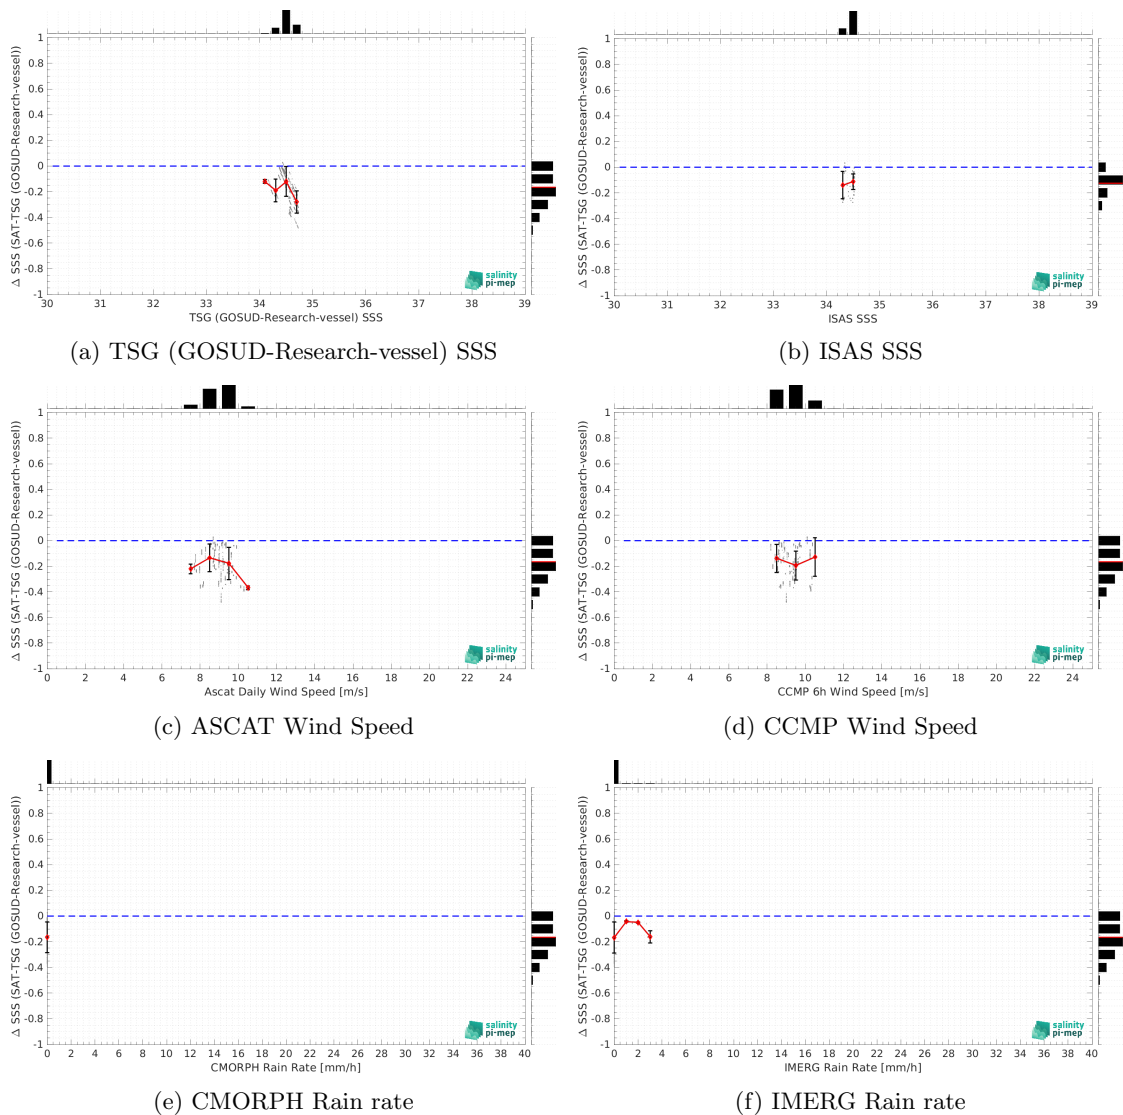 Δ SSS (SAT-TSG (GOSUD-Research-vessel))
1
0.8
0.6
0.4
0.2
0
-0.2
-0.4
-0.6
-0.8
-1
30 31 32 33 34 35 36 37 38 39
TSG (GOSUD-Research-vessel) SSS
salinity
pi-mep
(a) TSG (GOSUD-Research-vessel) SSS
Δ SSS (SAT-TSG (GOSUD-Research-vessel))
1
0.8
0.6
0.4
0.2
0
-0.2
-0.4
-0.6
-0.8
-1
30 31 32 33 34 35 36 37 38 39
ISAS SSS
salinity
pi-mep
(b) ISAS SSS
Δ SSS (SAT-TSG (GOSUD-Research-vessel))
1
0.8
0.6
0.4
0.2
0
-0.2
-0.4
-0.6
-0.8
-1
0 2 4 6 8 10 12 14 16 18 20 22 24
Ascat Daily Wind Speed [m/s]
salinity
pi-mep
(c) ASCAT Wind Speed
Δ SSS (SAT-TSG (GOSUD-Research-vessel))
1
0.8
0.6
0.4
0.2
0
-0.2
-0.4
-0.6
-0.8
-1
0 2 4 6 8 10 12 14 16 18 20 22 24
CCMP 6h Wind Speed [m/s]
salinity
pi-mep
(d) CCMP Wind Speed
Δ SSS (SAT-TSG (GOSUD-Research-vessel))
1
0.8
0.6
0.4
0.2
0
-0.2
-0.4
-0.6
-0.8
-1
0 2 4 6 8 10 12 14 16 18 20 22 24 26 28 30 32 34 36 38 40
CMORPH Rain Rate [mm/h]
salinity
pi-mep
(e) CMORPH Rain rate
Δ SSS (SAT-TSG (GOSUD-Research-vessel))
1
0.8
0.6
0.4
0.2
0
-0.2
-0.4
-0.6
-0.8
-1
0 2 4 6 8 10 12 14 16 18 20 22 24 26 28 30 32 34 36 38 40
IMERG Rain Rate [mm/h]
salinity
pi-mep
(f) IMERG Rain rate